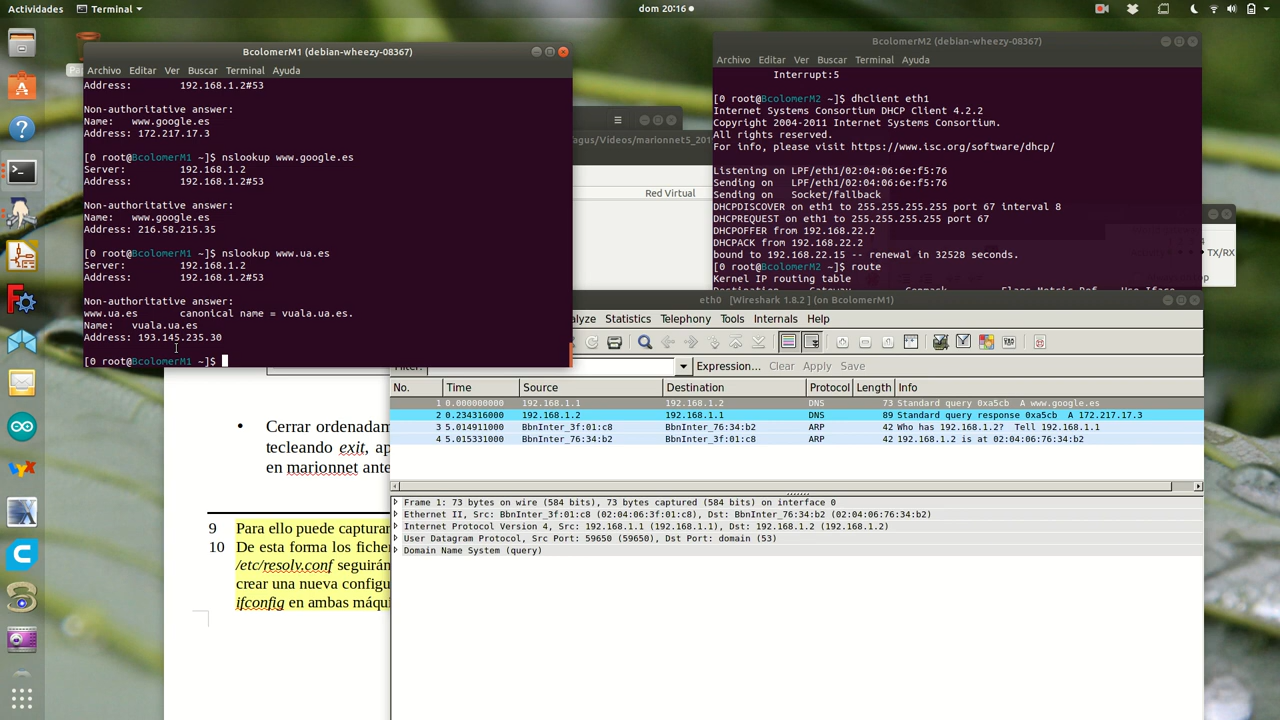 Actividades
Terminal
dom 20:16
BcolomerM1 (debian-wheezy-08367)
Archivo Editar Ver Buscar Terminal Ayuda
Address: 192.168.1.2#53
Non-authoritative answer:
Name: www.google.es
Address: 172.217.17.3
[0 root@BcolomerM1 ~]$ nslookup www.google.es
Server: 192.168.1.2
Address: 192.168.1.2#53
Non-authoritative answer:
Name: www.google.es
Address: 216.58.215.35
[0 root@BcolomerM1 ~]$ nslookup www.ua.es
Server: 192.168.1.2
Address: 192.168.1.2#53
Non-authoritative answer:
www.ua.es canonical name = vuala.ua.es.
Name: vuala.ua.es
Address: 193.145.235.30
[0 root@BcolomerM1 ~]$
agus/Videos/marionnet5_20
Red Virtual
BcolomerM2 (debian-wheezy-08367)
Archivo Editar Ver Buscar Terminal Ayuda
Interrupt:5
[0 root@BcolomerM2 ~]$ dhclient eth1
Internet Systems Consortium DHCP Client 4.2.2
Copyright 2004-2011 Internet Systems Consortium.
All rights reserved.
For info, please visit https://www.isc.org/software/dhcp/
Listening on LPF/eth1/02:04:06:6e:f5:76
Sending on LPF/eth1/02:04:06:6e:f5:76
Sending on Socket/fallback
DHCPDISCOVER on eth1 to 255.255.255.255 port 67 interval 8
DHCPREQUEST on eth1 to 255.255.255.255 port 67
DHCPOFFER from 192.168.22.2
DHCPACK from 192.168.22.2
bound to 192.168.22.15 -- renewal in 32528 seconds.
[0 root@BcolomerM2 ~]$ route
Kernel IP routing table
TX/RX
eth0 [Wireshark 1.8.2 ] (on BcolomerM1)
alyze Statistics Telephony Tools Internals Help
Expression... Clear Apply Save
No. Time Source Destination Protocol Length Info
1 0.000000000 192.168.1.1 192.168.1.2 DNS 73 Standard query 0xa5cb A www.google.es
2 0.234316000 192.168.1.2 192.168.1.1 DNS 89 Standard query response 0xa5cb A 172.217.17.3
3 5.014911000 BbnInter_3f:01:c8 BbnInter_76:34:b2 ARP 42 Who has 192.168.1.2? Tell 192.168.1.1
4 5.015331000 BbnInter_76:34:b2 BbnInter_3f:01:c8 ARP 42 192.168.1.2 is at 02:04:06:76:34:b2
Frame 1: 73 bytes on wire (584 bits), 73 bytes captured (584 bits) on interface 0
Ethernet II, Src: BbnInter_3f:01:c8 (02:04:06:3f:01:c8), Dst: BbnInter_76:34:b2 (02:04:06:76:34:b2)
Internet Protocol Version 4, Src: 192.168.1.1 (192.168.1.1), Dst: 192.168.1.2 (192.168.1.2)
User Datagram Protocol, Src Port: 59650 (59650), Dst Port: domain (53)
Domain Name System (query)
• Cerrar ordenadam
tecleando exit, ap
en marionnet ante
9 Para ello puede capturar
10 De esta forma los ficher
/etc/resolv.conf seguirán
crear una nueva configu
ifconfig en ambas máqui